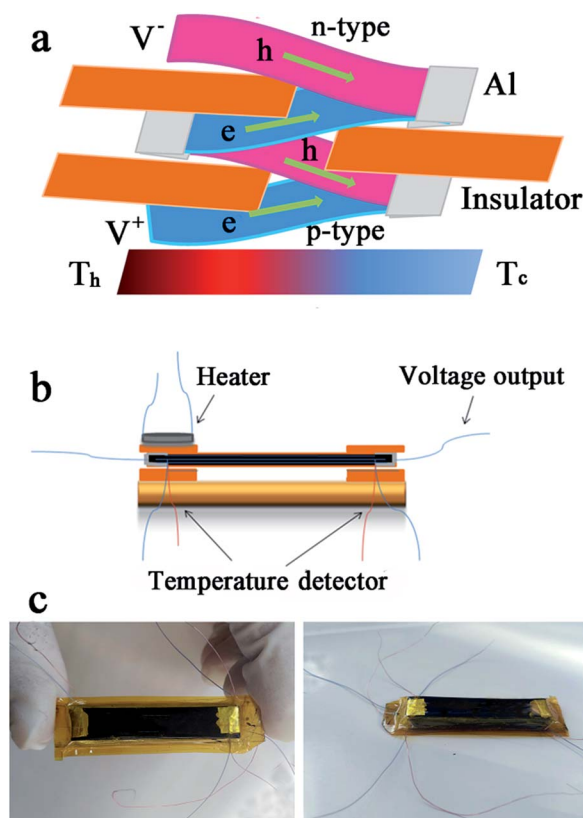 a
V-
n-type
h
Al
e
h
Insulator
e
V+
p-type
Th
Tc
b
Heater
Voltage output
Temperature detector
c